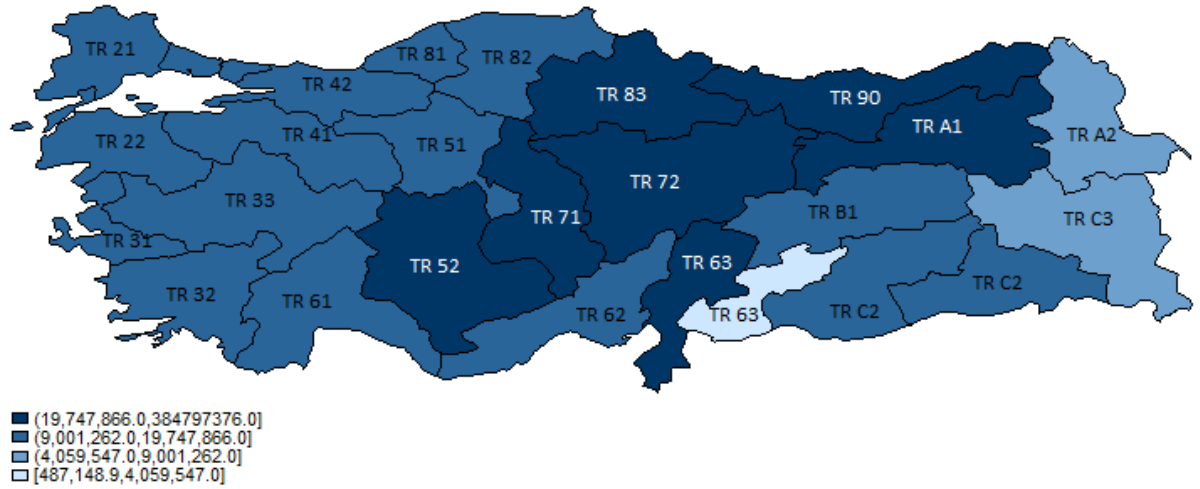 TR 21
TR 81
TR 82
TR 42
TR 83
TR 90
TR A1
TR A2
TR 22
TR 41
TR 51
TR 72
TR 33
TR 71
TR B1
TR C3
TR 31
TR 52
TR 63
TR 32
TR 61
TR 62
TR 63
TR C2
TR C2
(19,747,866.0,384797376.0]
(9,001,262.0,19,747,866.0]
(4,059,547.0,9,001,262.0]
[487,148.9,4,059,547.0]